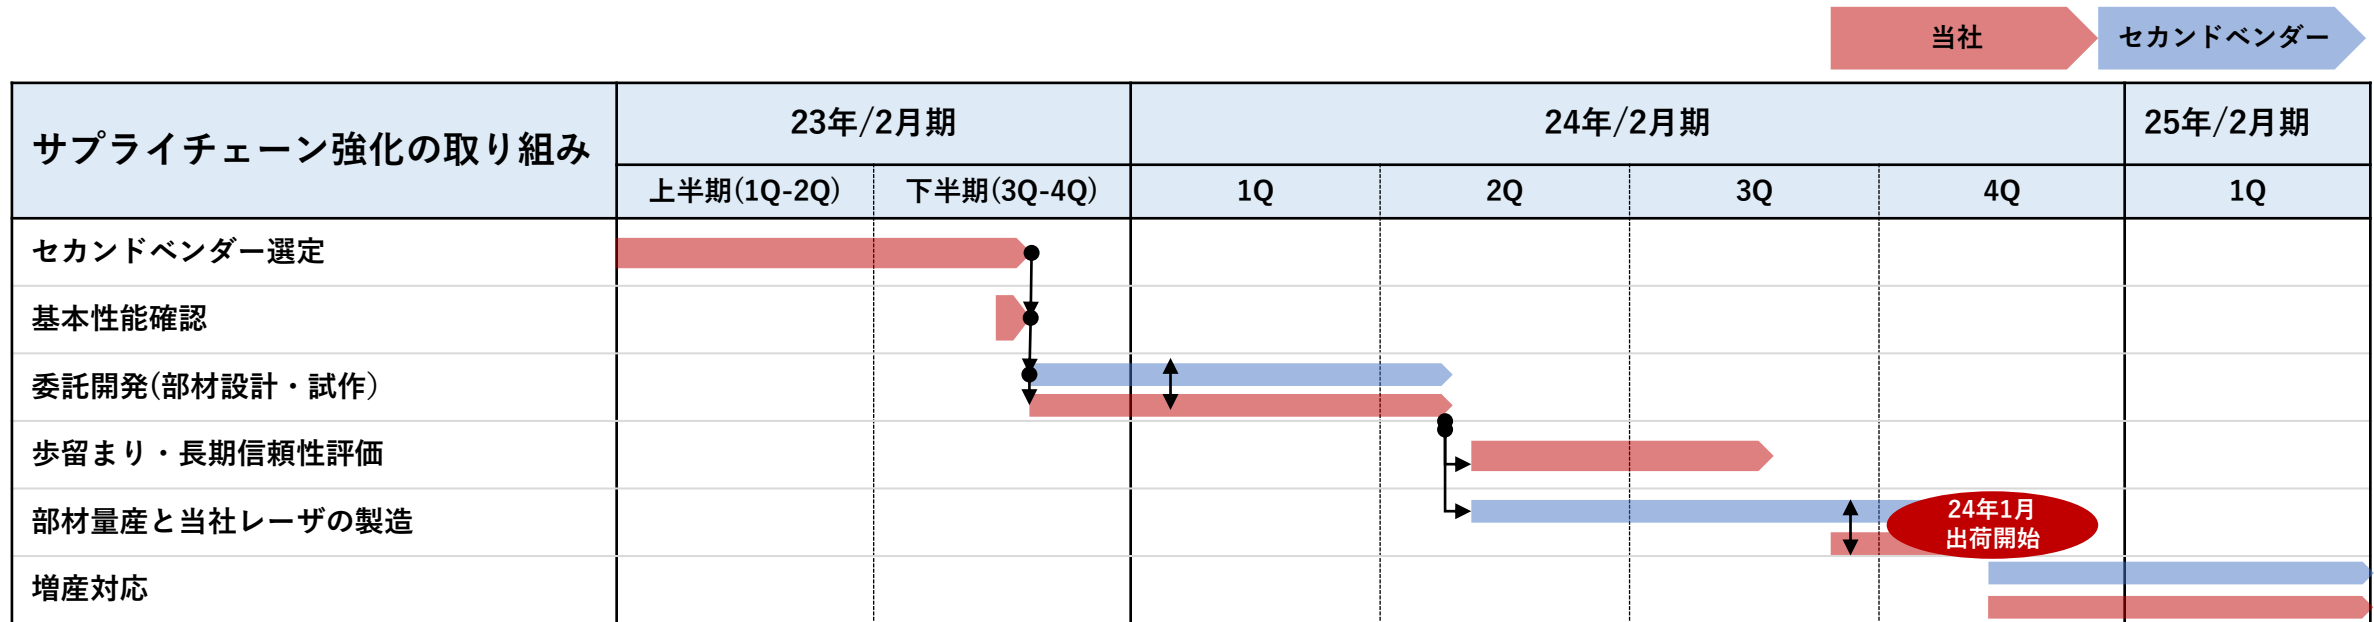 当社
セカンドベンダー
サプライチェーン強化の取り組み
23年/2月期
24年/2月期
25年/2月期
上半期(1Q-2Q)
下半期(3Q-4Q)
1Q
2Q
3Q
4Q
1Q
セカンドベンダー選定
基本性能確認
委託開発(部材設計・試作)
歩留まり・長期信頼性評価
部材量産と当社レーザの製造
24年1月
出荷開始
増産対応